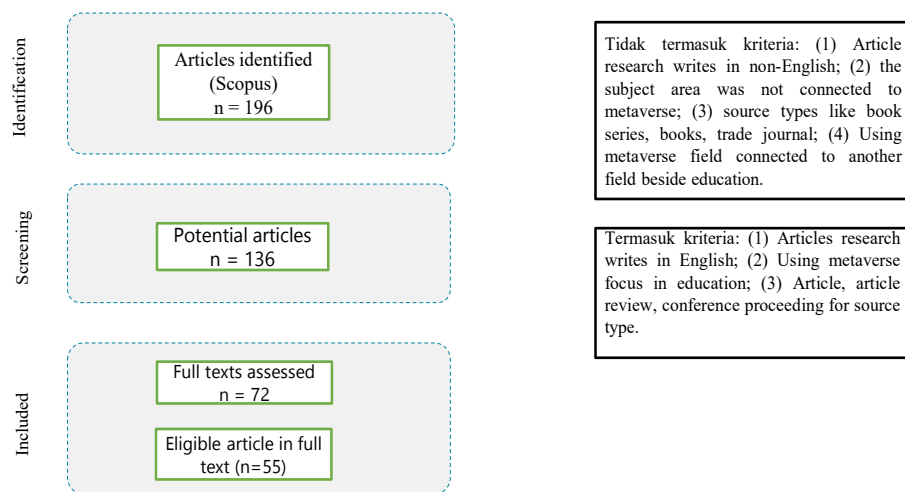 Identification
Articles identified
(Scopus)
n = 196
Screening
Potential articles
n = 136
Included
Full texts assessed
n = 72
Eligible article in full
text (n=55)
Tidak termasuk kriteria: (1) Article
research writes in non-English; (2) the
subject area was not connected to
metaverse; (3) source types like book
series, books, trade journal; (4) Using
metaverse field connected to another
field beside education.
Termasuk kriteria: (1) Articles research
writes in English; (2) Using metaverse
focus in education; (3) Article, article
review, conference proceeding for source
type.